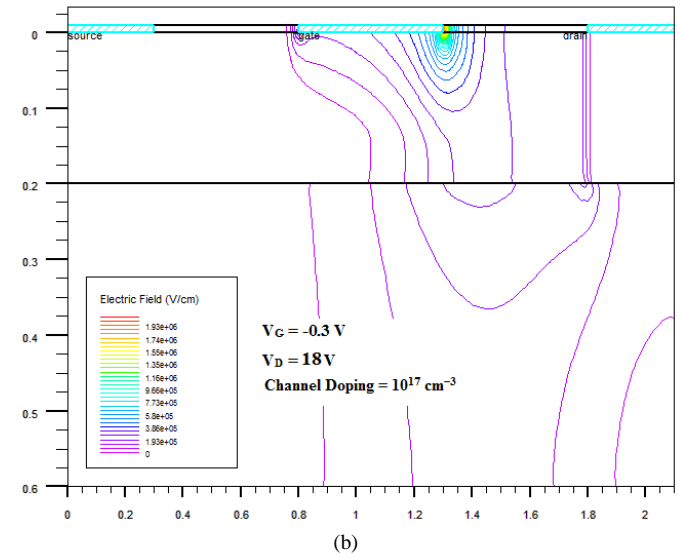 0
source
gate
drain
0.1
0.2
0.3
0.4
0.5
0.6
Electric Field (V/cm)
1.93e+06
1.74e+06
1.55e+06
1.35e+06
1.16e+06
9.66e+05
7.73e+05
5.8e+05
3.86e+05
1.93e+05
0
V_G = -0.3 V
V_D = 18 V
Channel Doping = 10¹⁷ cm⁻³
0 0.2 0.4 0.6 0.8 1 1.2 1.4 1.6 1.8 2
(b)